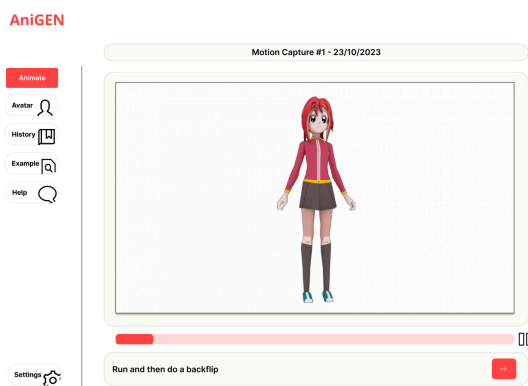 AniGEN
Motion Capture #1 - 23/10/2023
Animate
Avatar
History
Example
Help
Run and then do a backflip
Settings